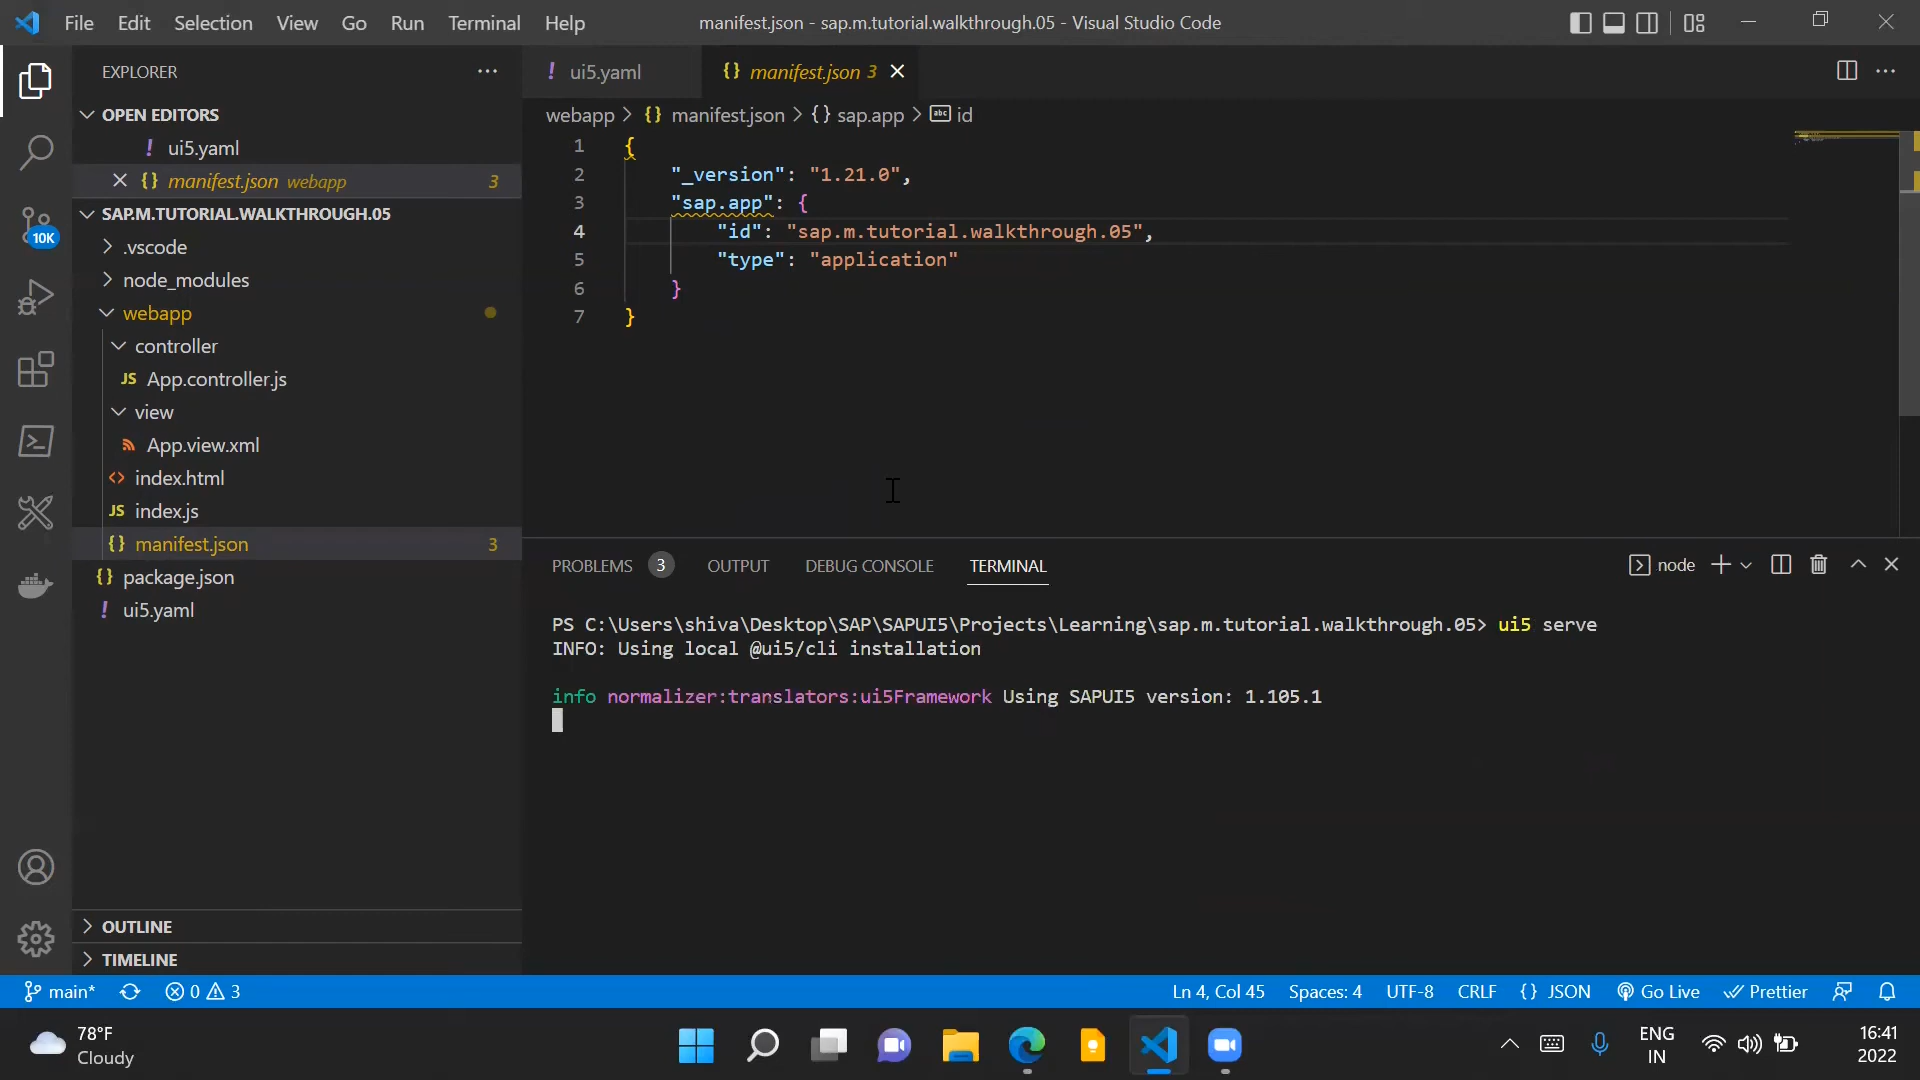 File Edit Selection View Go Run Terminal Help
manifest.json - sap.m.tutorial.walkthrough.05 - Visual Studio Code
EXPLORER
OPEN EDITORS
! ui5.yaml
{} manifest.json webapp 3
SAP.M.TUTORIAL.WALKTHROUGH.05
.vscode
node_modules
webapp
controller
JS App.controller.js
view
App.view.xml
<> index.html
JS index.js
{} manifest.json 3
{} package.json
! ui5.yaml
OUTLINE
TIMELINE
10K
! ui5.yaml
{} manifest.json 3
webapp > {} manifest.json > {} sap.app > abc id
1 {
2 "_version": "1.21.0",
3 "sap.app": {
4 "id": "sap.m.tutorial.walkthrough.05",
5 "type": "application"
6 }
7 }
PROBLEMS 3 OUTPUT DEBUG CONSOLE TERMINAL
node
PS C:\Users\shiva\Desktop\SAP\SAPUI5\Projects\Learning\sap.m.tutorial.walkthrough.05> ui5 serve
INFO: Using local @ui5/cli installation
info normalizer:translators:ui5Framework Using SAPUI5 version: 1.105.1
main* 0 3
Ln 4, Col 45 Spaces: 4 UTF-8 CRLF {} JSON Go Live Prettier
78°F
Cloudy
ENG
IN
16:41
2022